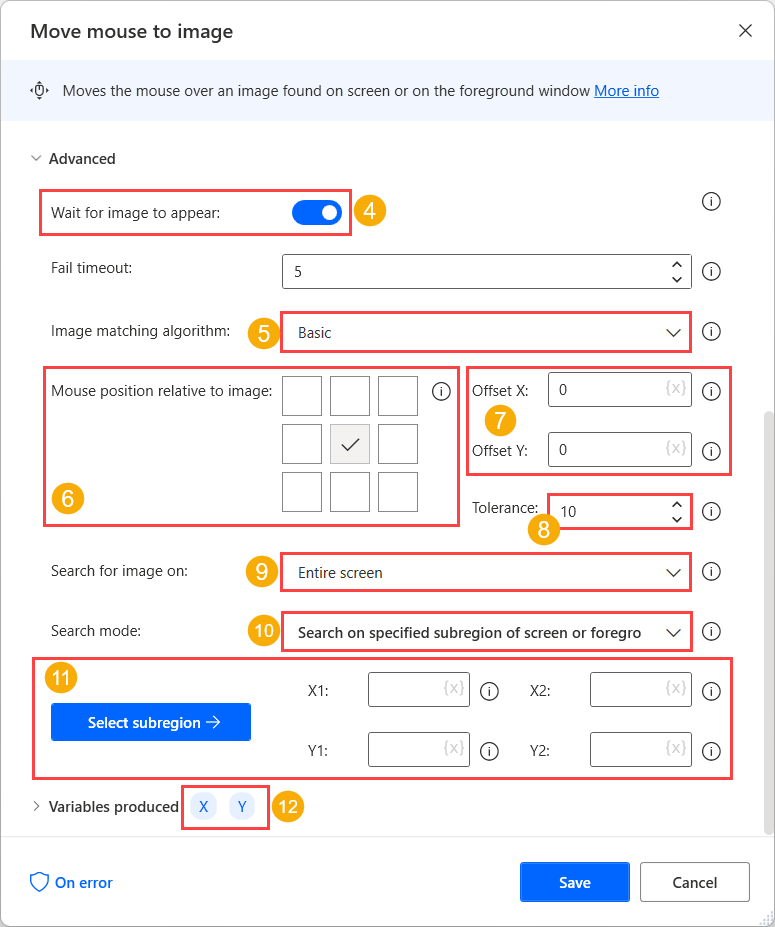 Move mouse to image
Moves the mouse over an image found on screen or on the foreground window More info
Advanced
Wait for image to appear:
4
Fail timeout:
5
Image matching algorithm:
5
Basic
Mouse position relative to image:
6
Offset X:
0
{x}
7
Offset Y:
0
{x}
Tolerance:
8
10
Search for image on:
9
Entire screen
Search mode:
10
Search on specified subregion of screen or foregro
11
Select subregion
X1:
{x}
X2:
{x}
Y1:
{x}
Y2:
{x}
Variables produced
X
Y
12
On error
Save
Cancel